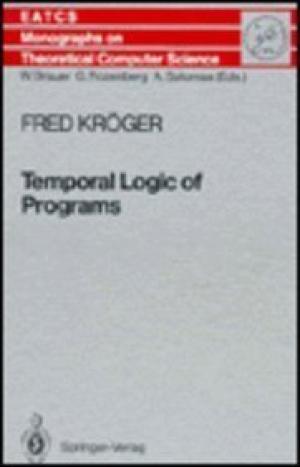 EATCS
Monographs on
Theoretical Computer Science
W. Brauer G. Rozenberg A. Salomaa (Eds.)
FRED KRÖGER
Temporal Logic of
Programs
Springer-Verlag